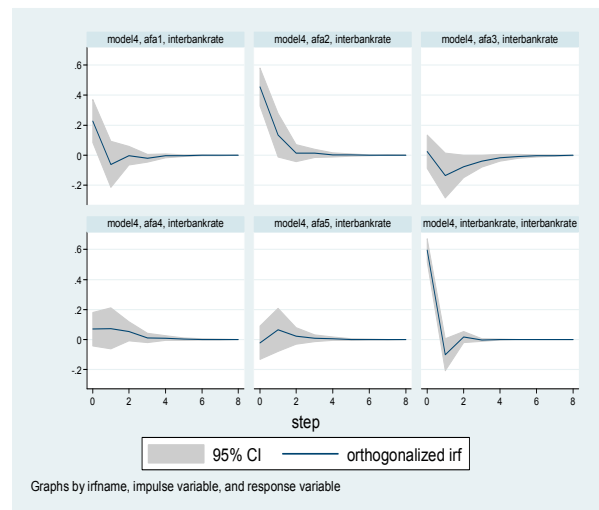 model4, afa1, interbankrate
model4, afa2, interbankrate
model4, afa3, interbankrate
.6
.4
.2
0
-.2
model4, afa4, interbankrate
model4, afa5, interbankrate
model4, interbankrate, interbankrate
.6
.4
.2
0
-.2
0 2 4 6 8
0 2 4 6 8
0 2 4 6 8
step
95% CI
orthogonalized irf
Graphs by irfname, impulse variable, and response variable